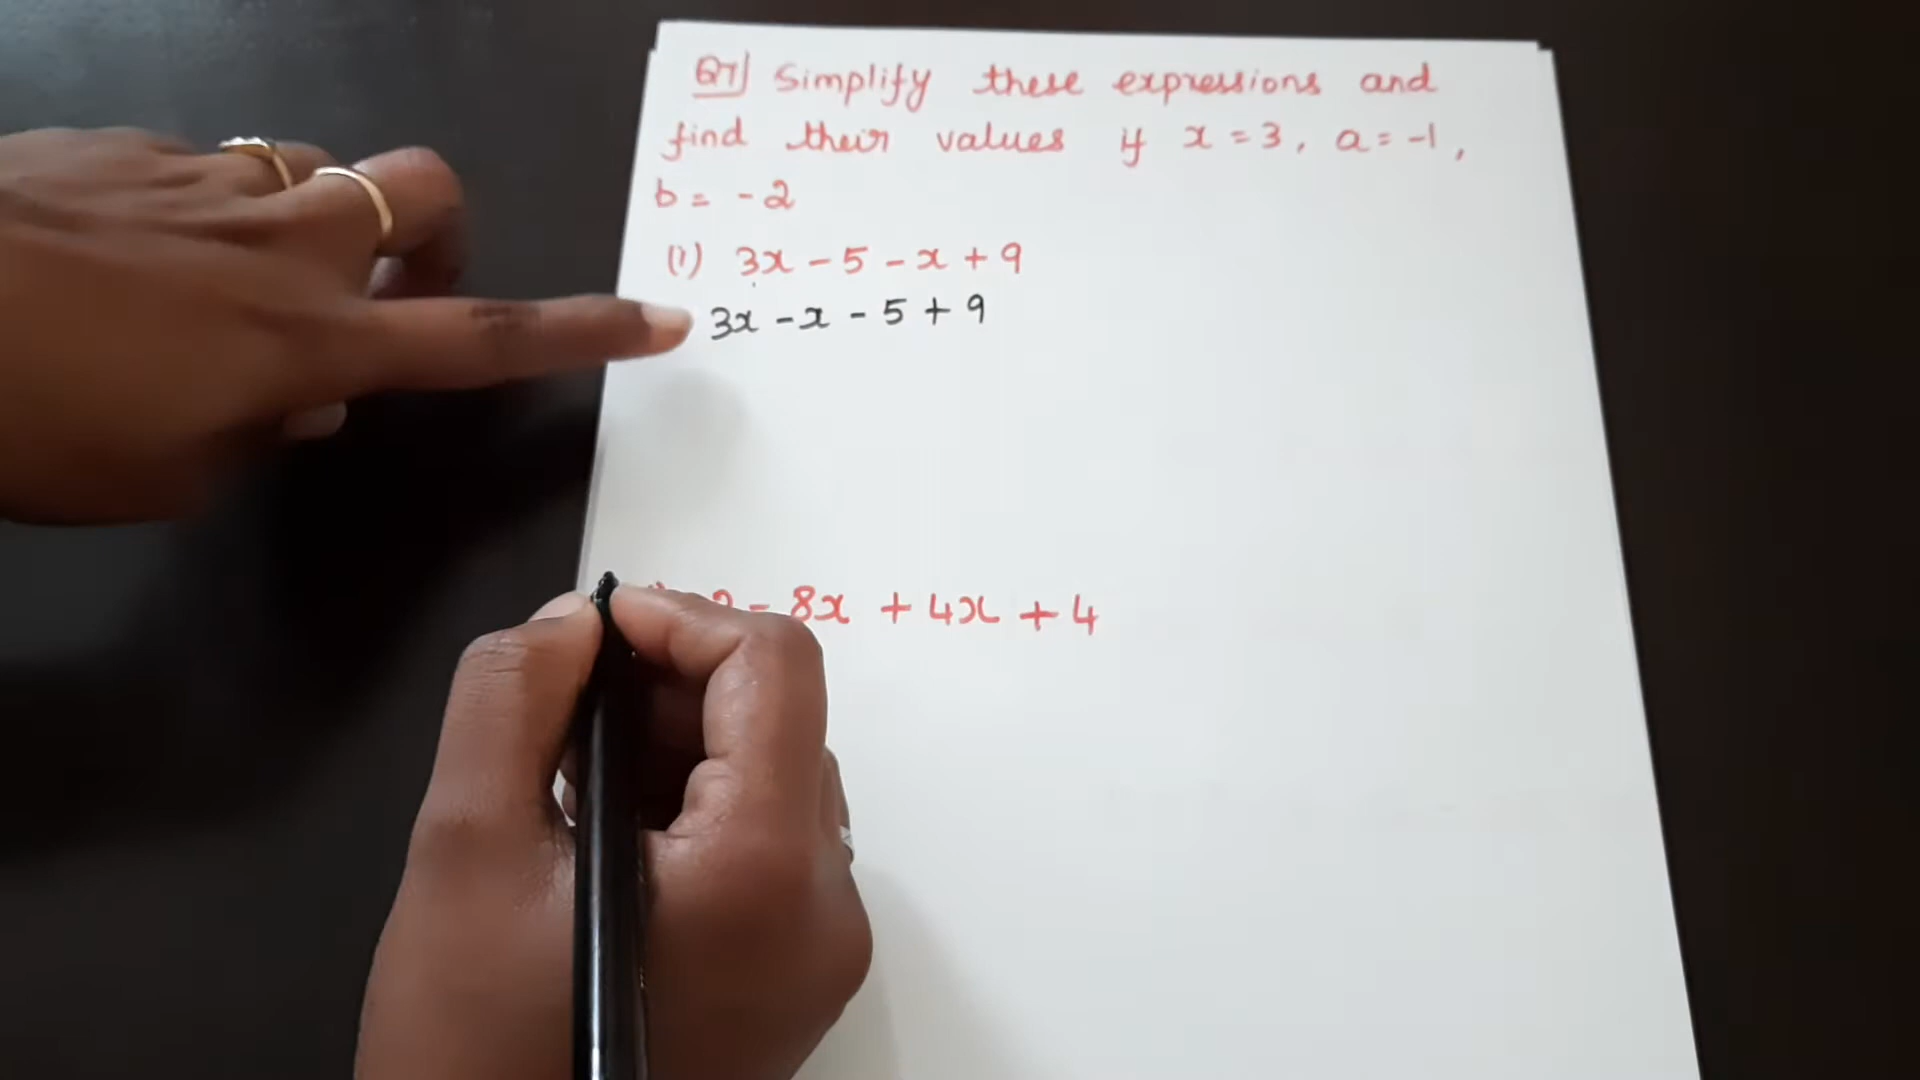 Q7) Simplify these expressions and
find their values if x = 3, a = -1,
b = -2
(i) 3x - 5 - x + 9
3x - x - 5 + 9
- 8x + 4x + 4